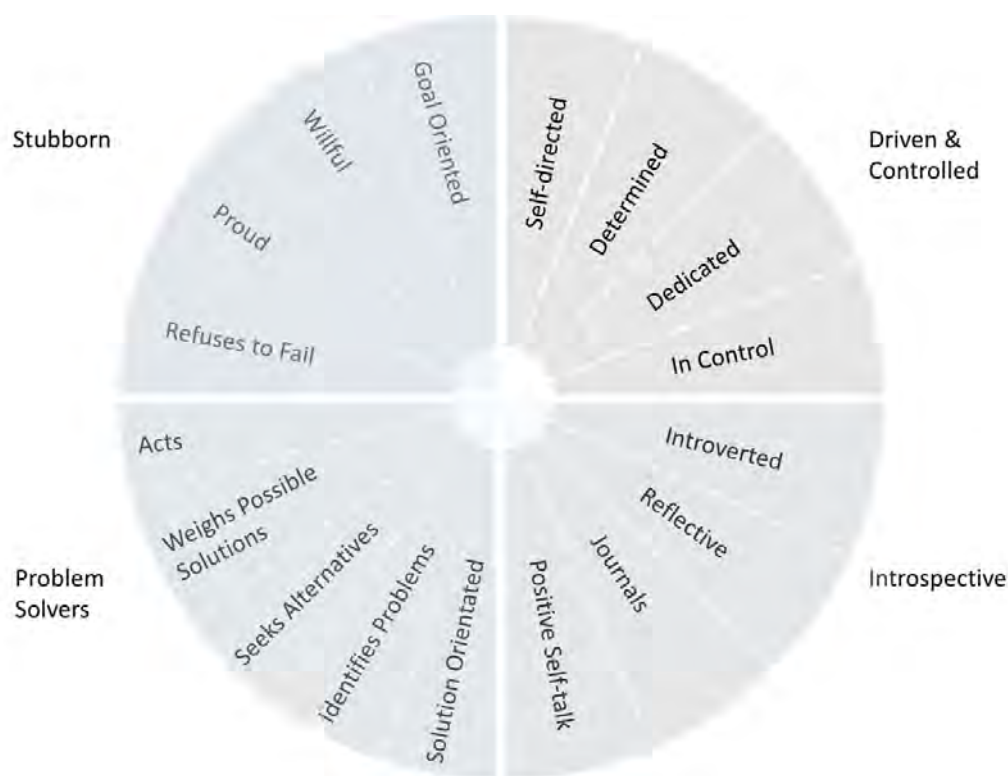 Stubborn
Goal Oriented
Willful
Proud
Refuses to Fail
Driven &
Controlled
Self-directed
Determined
Dedicated
In Control
Problem
Solvers
Acts
Weighs Possible
Solutions
Seeks Alternatives
identifies Problems
Solution Orientated
Introspective
Introverted
Reflective
Journals
Positive Self-talk